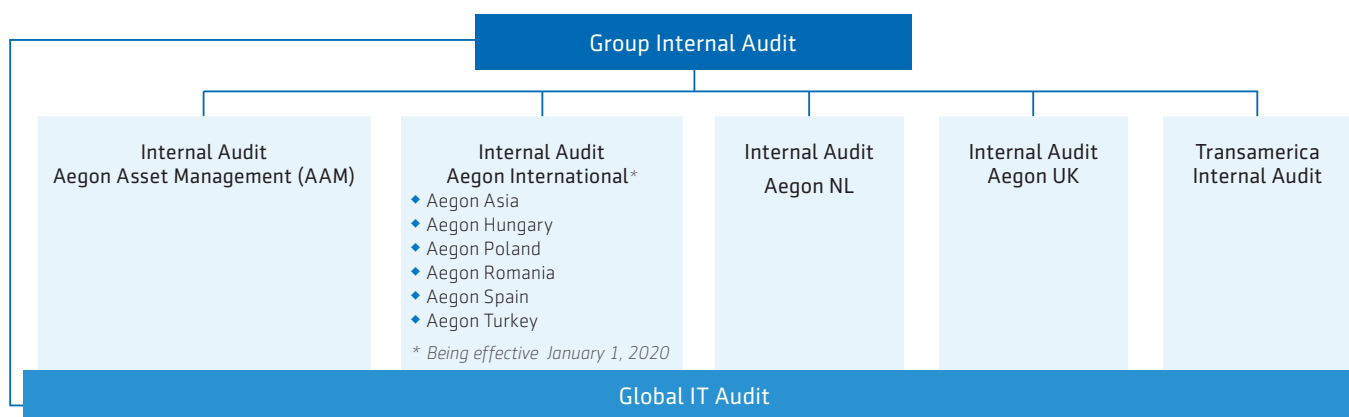 Group Internal Audit
Internal Audit
Aegon Asset Management (AAM)
Internal Audit
Aegon International*
◆ Aegon Asia
◆ Aegon Hungary
◆ Aegon Poland
◆ Aegon Romania
◆ Aegon Spain
◆ Aegon Turkey
* Being effective January 1, 2020
Internal Audit
Aegon NL
Internal Audit
Aegon UK
Transamerica
Internal Audit
Global IT Audit